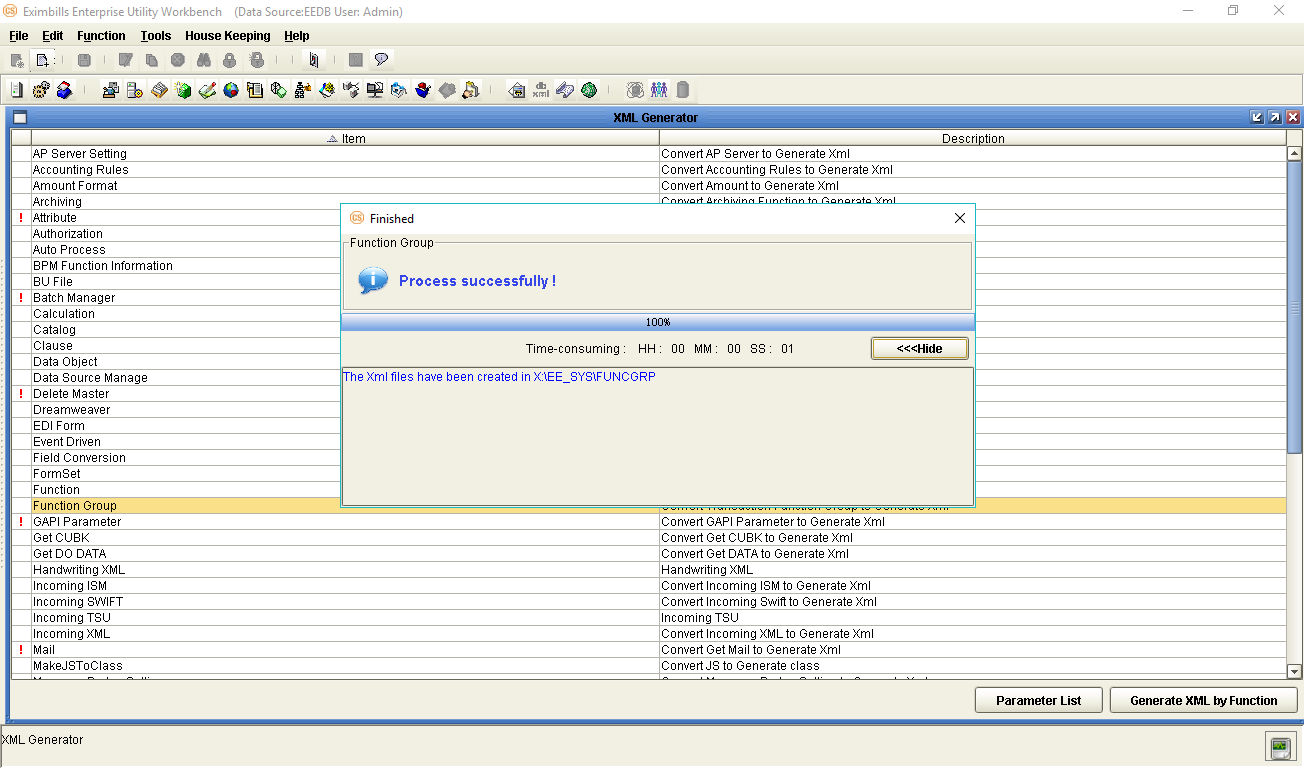 Eximbills Enterprise Utility Workbench (Data Source:EEDB User: Admin)
File Edit Function Tools House Keeping Help
XML Generator
Item Description
AP Server Setting Convert AP Server to Generate Xml
Accounting Rules Convert Accounting Rules to Generate Xml
Amount Format Convert Amount to Generate Xml
Archiving Convert Archiving Function to Generate Xml
! Attribute
Authorization
Auto Process
BPM Function Information
BU File
! Batch Manager
Calculation
Catalog
Clause
Data Object
Data Source Manage
! Delete Master
Dreamweaver
EDI Form
Event Driven
Field Conversion
FormSet
Function
Function Group Convert Transaction Function Group to Generate Xml
! GAPI Parameter Convert GAPI Parameter to Generate Xml
Get CUBK Convert Get CUBK to Generate Xml
Get DO DATA Convert Get DATA to Generate Xml
Handwriting XML Handwriting XML
Incoming ISM Convert Incoming ISM to Generate Xml
Incoming SWIFT Convert Incoming Swift to Generate Xml
Incoming TSU Incoming TSU
Incoming XML Convert Incoming XML to Generate Xml
! Mail Convert Get Mail to Generate Xml
MakeJSToClass Convert JS to Generate class
CS Finished
Function Group
Process successfully !
100%
Time-consuming : HH : 00 MM : 00 SS : 01
<<<Hide
The Xml files have been created in X:\EE_SYS\FUNCGRP
Parameter List Generate XML by Function
XML Generator